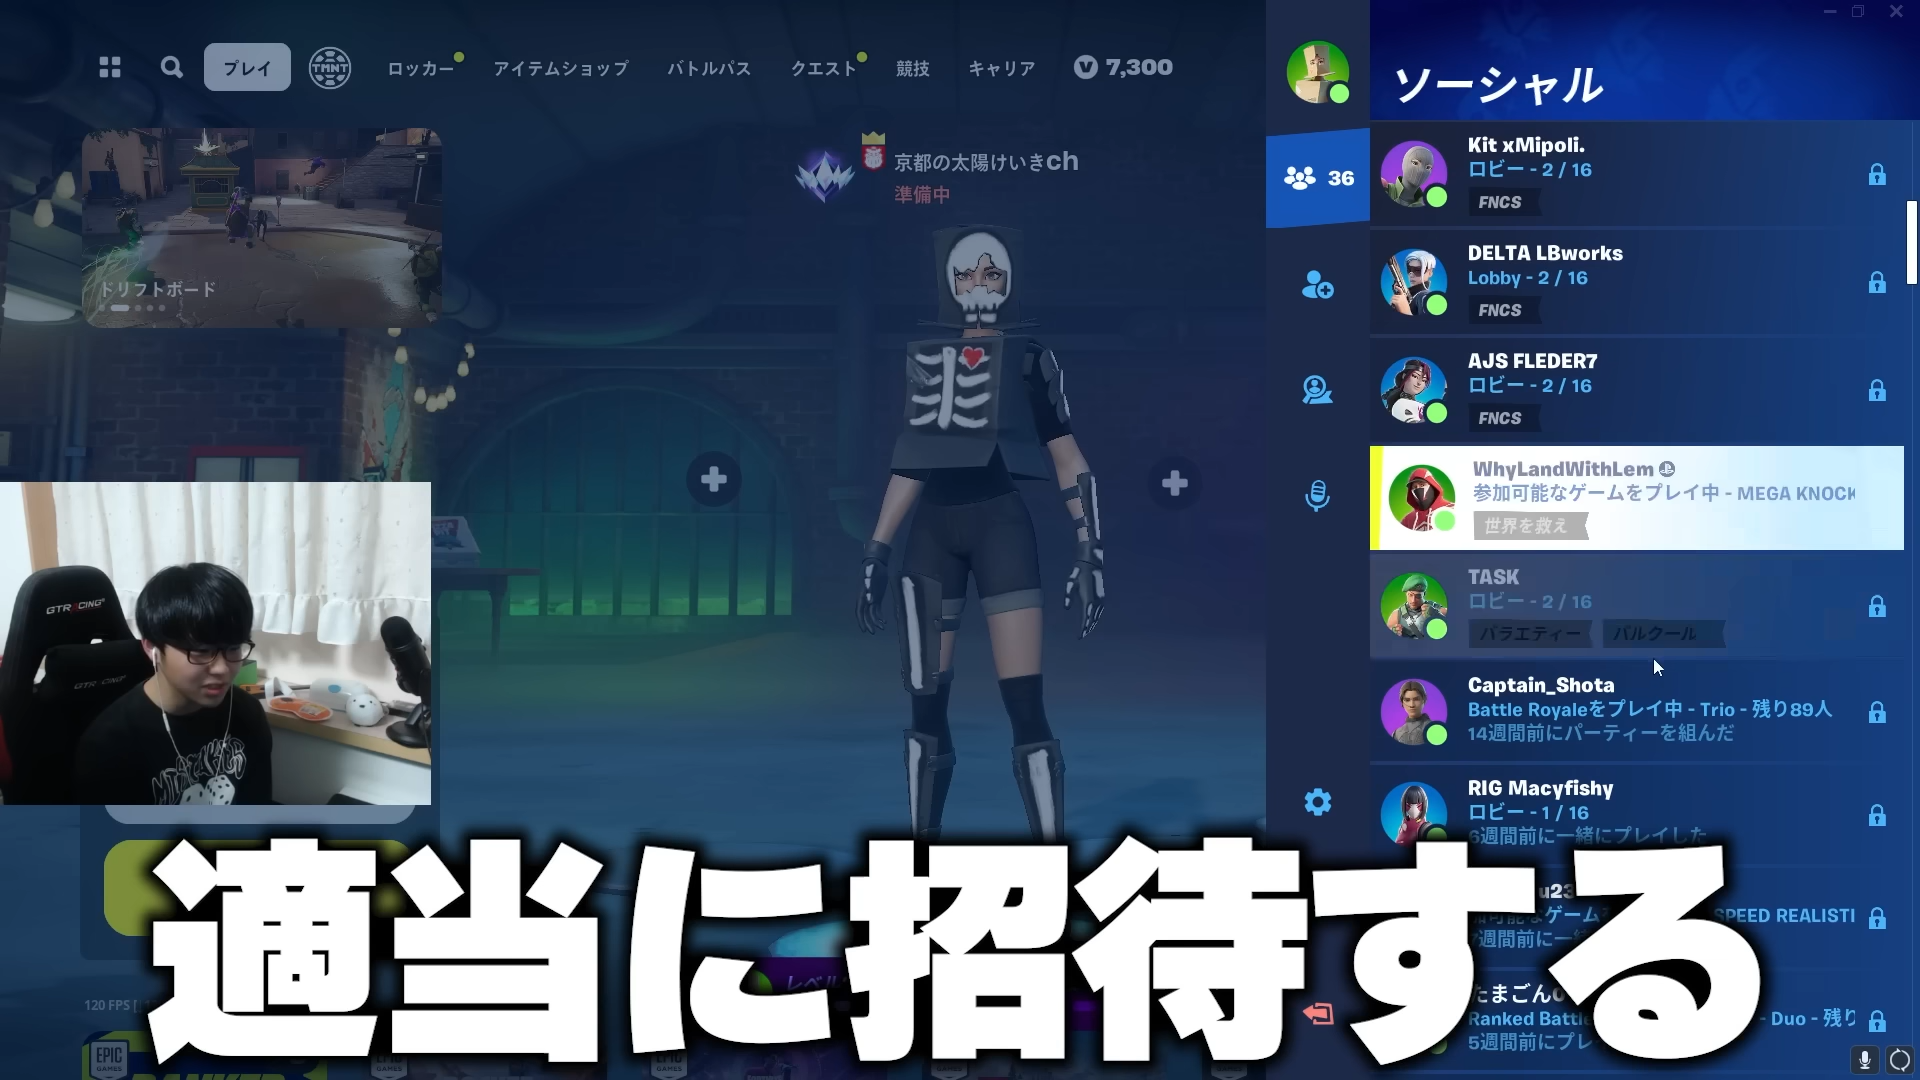 プレイ
TMNT
ロッカー
アイテムショップ
バトルパス
クエスト
競技
キャリア
7,300
ドリフトボード
京都の太陽けいきch
準備中
36
ソーシャル
Kit xMipoli.
ロビー - 2 / 16
FNCS
DELTA LBworks
Lobby - 2 / 16
FNCS
AJS FLEDER7
ロビー - 2 / 16
FNCS
WhyLandWithLem
参加可能なゲームをプレイ中 - MEGA KNOCK
世界を救え
TASK
ロビー - 2 / 16
バラエティー
バルクール
Captain_Shota
Battle Royaleをプレイ中 - Trio - 残り89人
14週間前にパーティーを組んだ
RIG Macyfishy
ロビー - 1 / 16
6週間前に一緒にプレイした
u23
SPEED REALISTI
Ranked Battle
- Duo - 残り
5週間前にプレ
GTRACING
GTRACING
適当に招待する
レベル
120 FPS
EPIC
GAMES